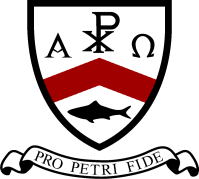 Α ☧ Ω
PRO PETRI FIDE